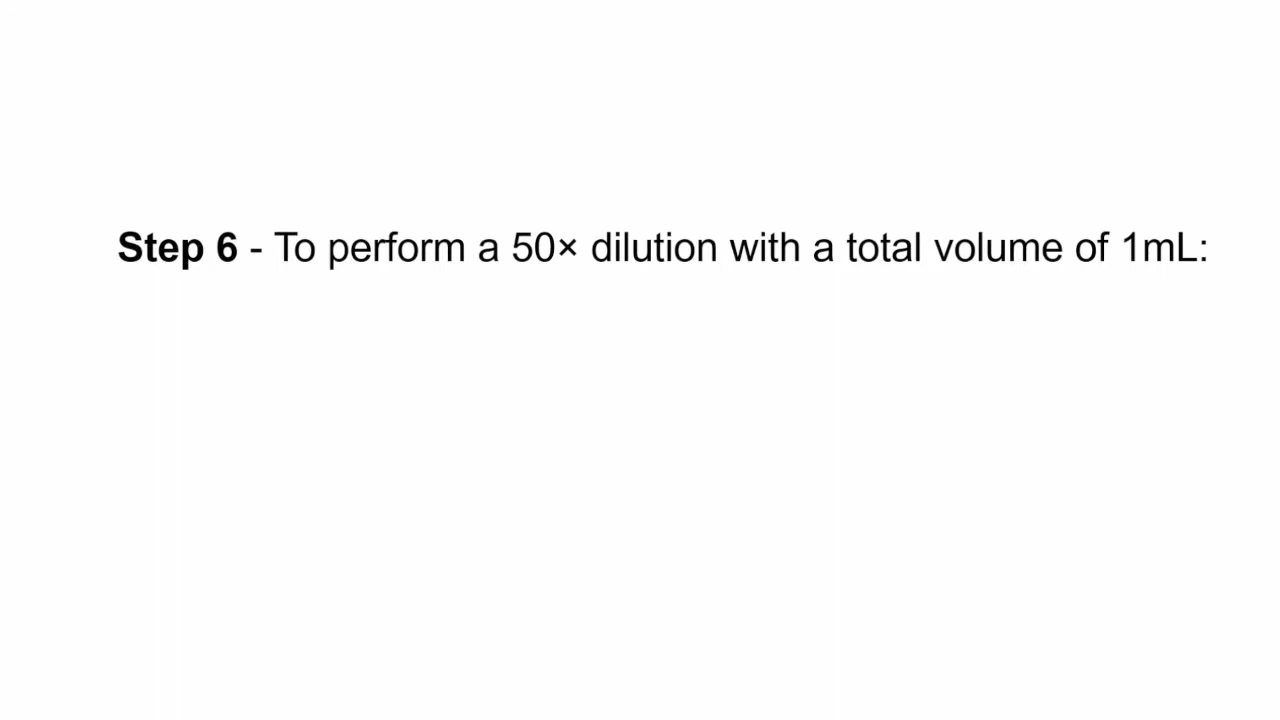 Step 6 - To perform a 50× dilution with a total volume of 1mL: